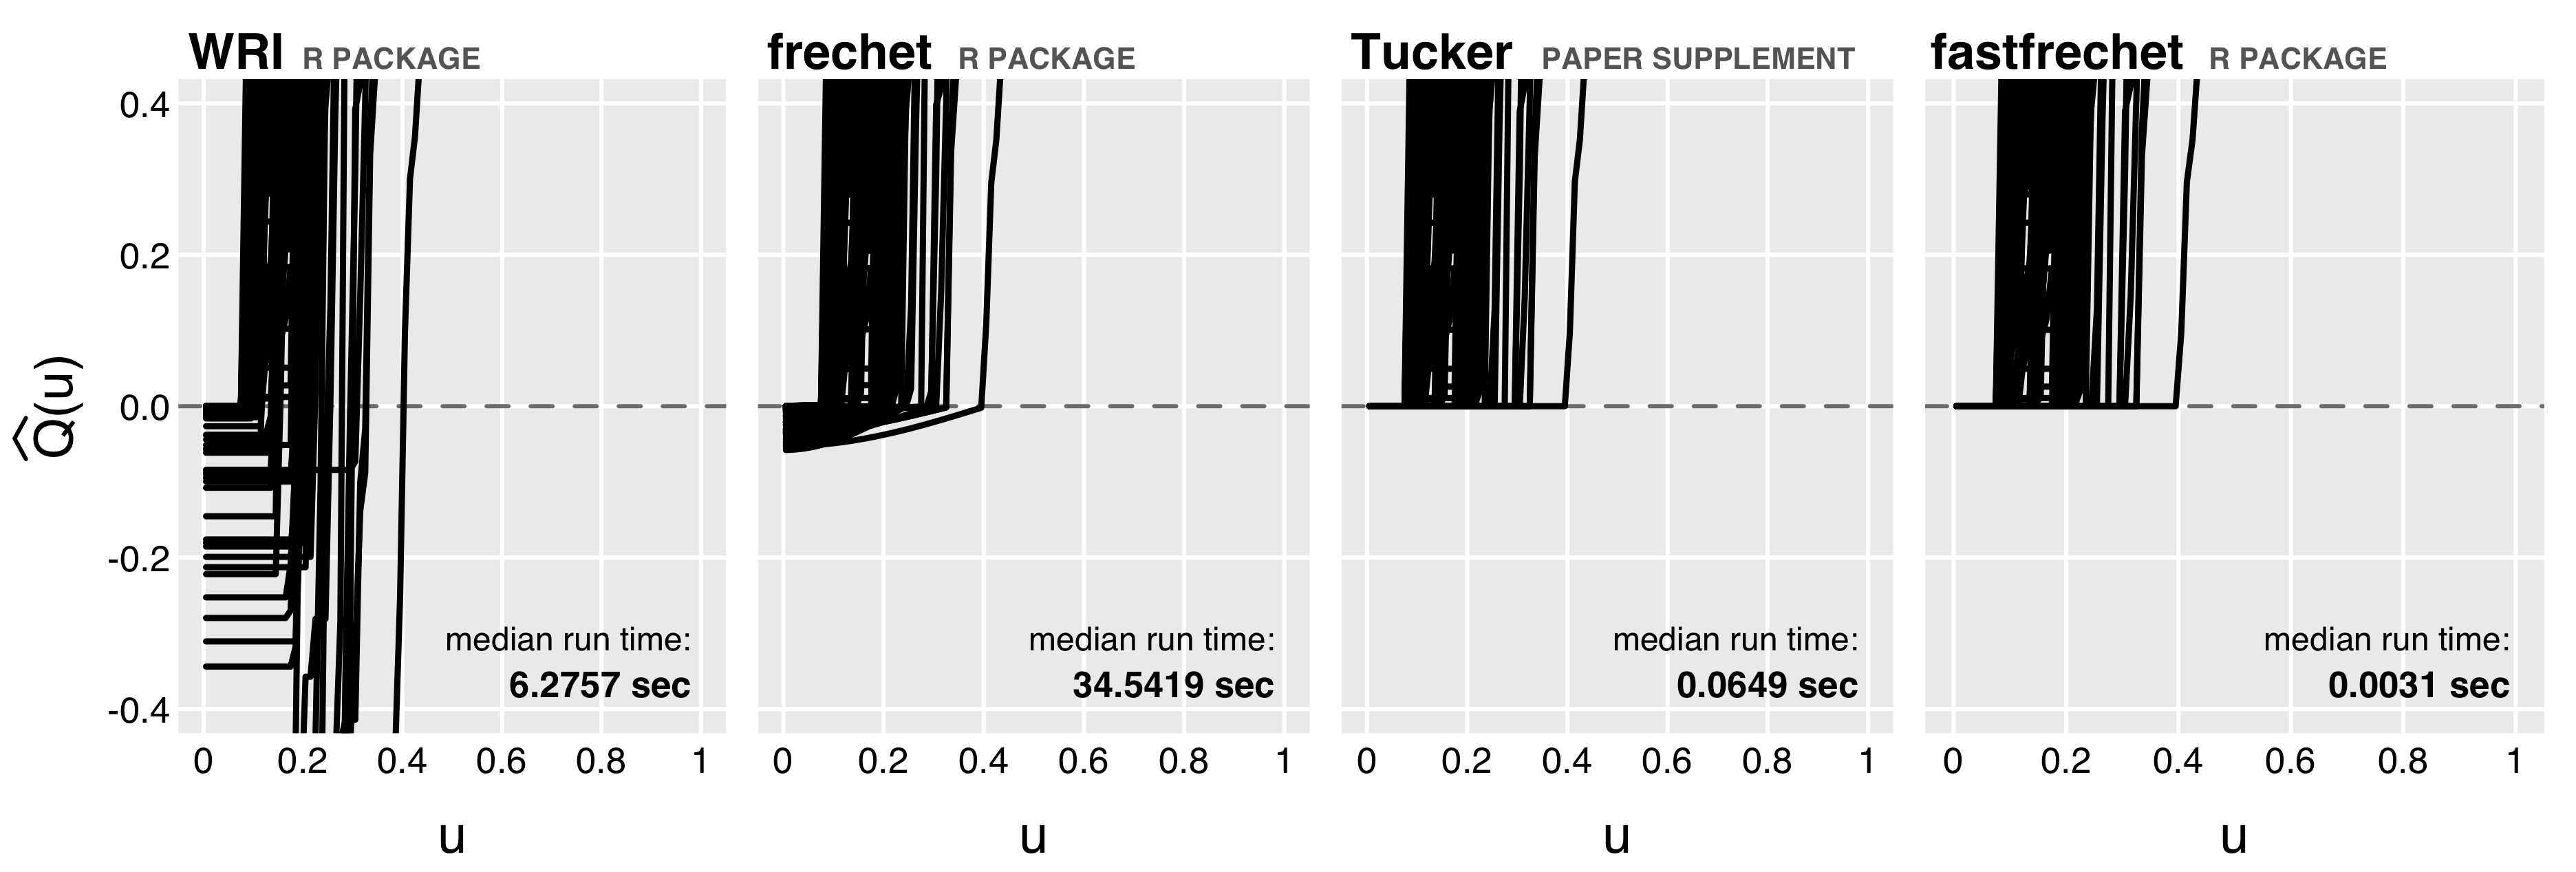 WRI R PACKAGE
frechet R PACKAGE
Tucker PAPER SUPPLEMENT
fastfrechet R PACKAGE
Q̂(u)
0.4
0.2
0.0
-0.2
-0.4
median run time:
6.2757 sec
median run time:
34.5419 sec
median run time:
0.0649 sec
median run time:
0.0031 sec
0 0.2 0.4 0.6 0.8 1
0 0.2 0.4 0.6 0.8 1
0 0.2 0.4 0.6 0.8 1
0 0.2 0.4 0.6 0.8 1
u
u
u
u